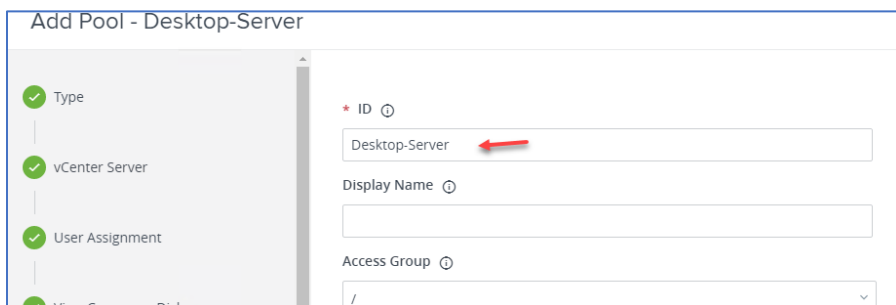 Add Pool - Desktop-Server
Type
vCenter Server
User Assignment
* ID
Desktop-Server
Display Name
Access Group
/